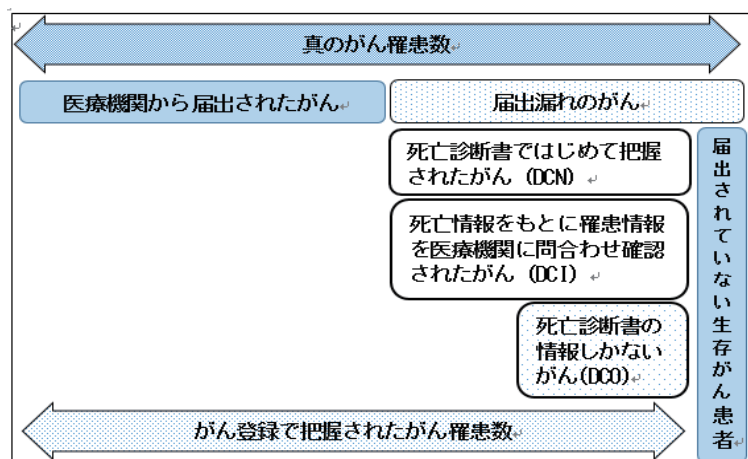 真のがん罹患数
医療機関から届出されたがん
届出漏れのがん
死亡診断書ではじめて把握
されたがん (DCN)
死亡情報をもとに罹患情報
を医療機関に問合わせ確認
されたがん (DCI)
死亡診断書の
情報しかない
がん(DCO)
届出されていない生存がん患者
がん登録で把握されたがん罹患数